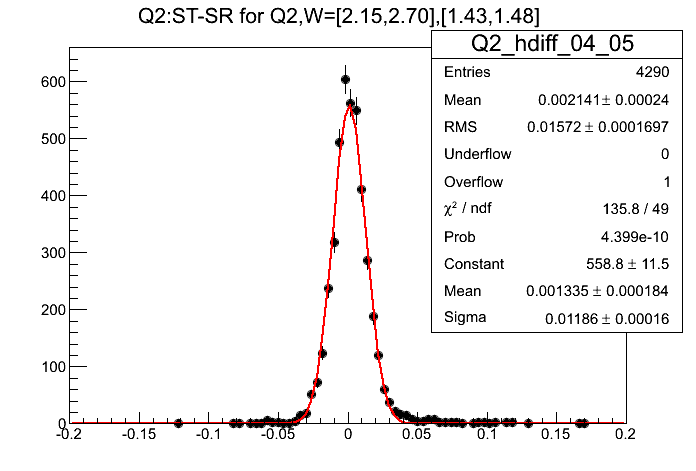 Q2:ST-SR for Q2,W=[2.15,2.70],[1.43,1.48]
Q2_hdiff_04_05
Entries 4290
Mean 0.002141 ± 0.00024
RMS 0.01572 ± 0.0001697
Underflow 0
Overflow 1
χ² / ndf 135.8 / 49
Prob 4.399e-10
Constant 558.8 ± 11.5
Mean 0.001335 ± 0.000184
Sigma 0.01186 ± 0.00016
600
500
400
300
200
100
0
-0.2 -0.15 -0.1 -0.05 0 0.05 0.1 0.15 0.2